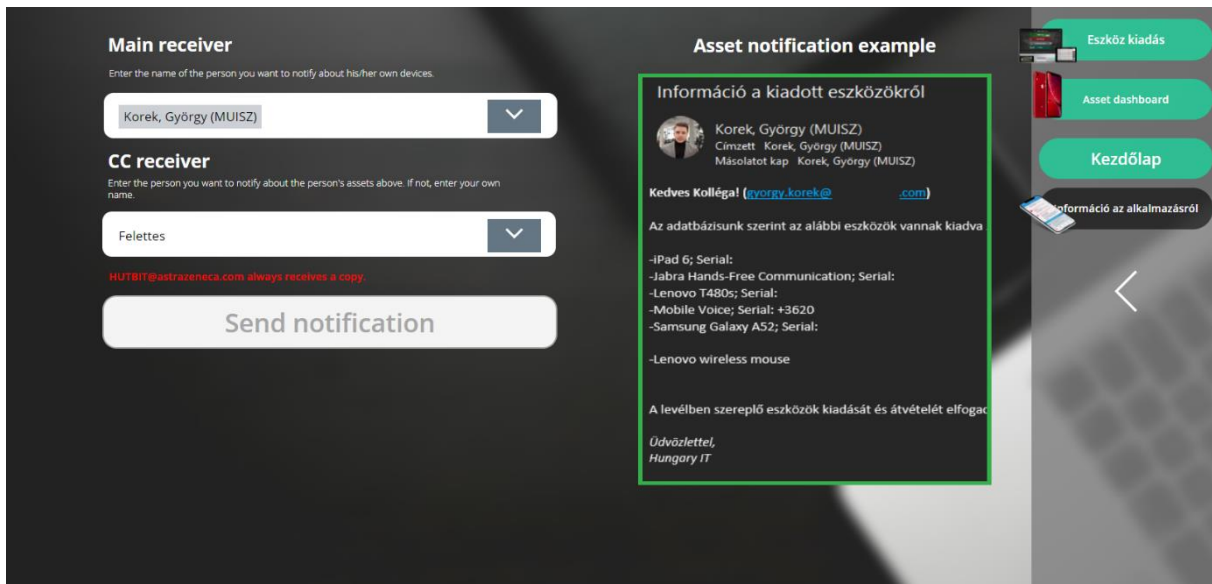 Main receiver
Enter the name of the person you want to notify about his/her own devices.
Korek, György (MUISZ)
CC receiver
Enter the person you want to notify about the person's assets above. If not, enter your own
name.
Felettes
HUTBIT@astrazeneca.com always receives a copy.
Send notification
Asset notification example
Információ a kiadott eszközökről
Korek, György (MUISZ)
Címzett Korek, György (MUISZ)
Másolatot kap Korek, György (MUISZ)
Kedves Kolléga! (gyorgy.korek@ .com)
Az adatbázisunk szerint az alábbi eszközök vannak kiadva
-iPad 6; Serial:
-Jabra Hands-Free Communication; Serial:
-Lenovo T480s; Serial:
-Mobile Voice; Serial: +3620
-Samsung Galaxy A52; Serial:
-Lenovo wireless mouse
A levélben szereplő eszközök kiadását és átvételét elfogad
Üdvözlettel,
Hungary IT
Eszköz kiadás
Asset dashboard
Kezdőlap
információ az alkalmazásról